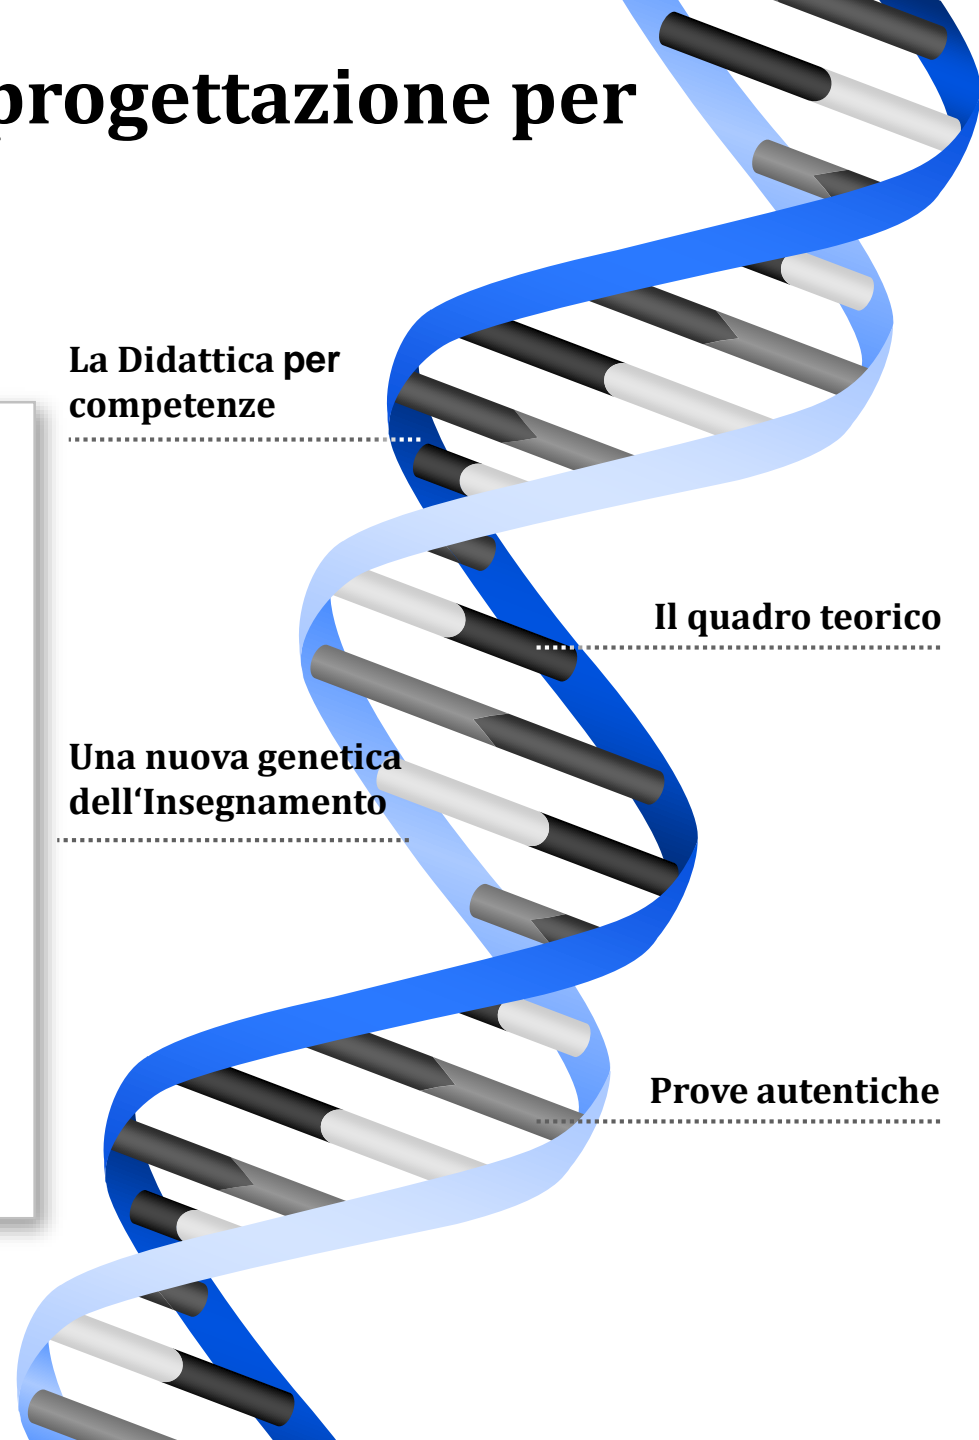 progettazione per
La Didattica per
competenze
Il quadro teorico
Una nuova genetica
dell‘Insegnamento
Prove autentiche